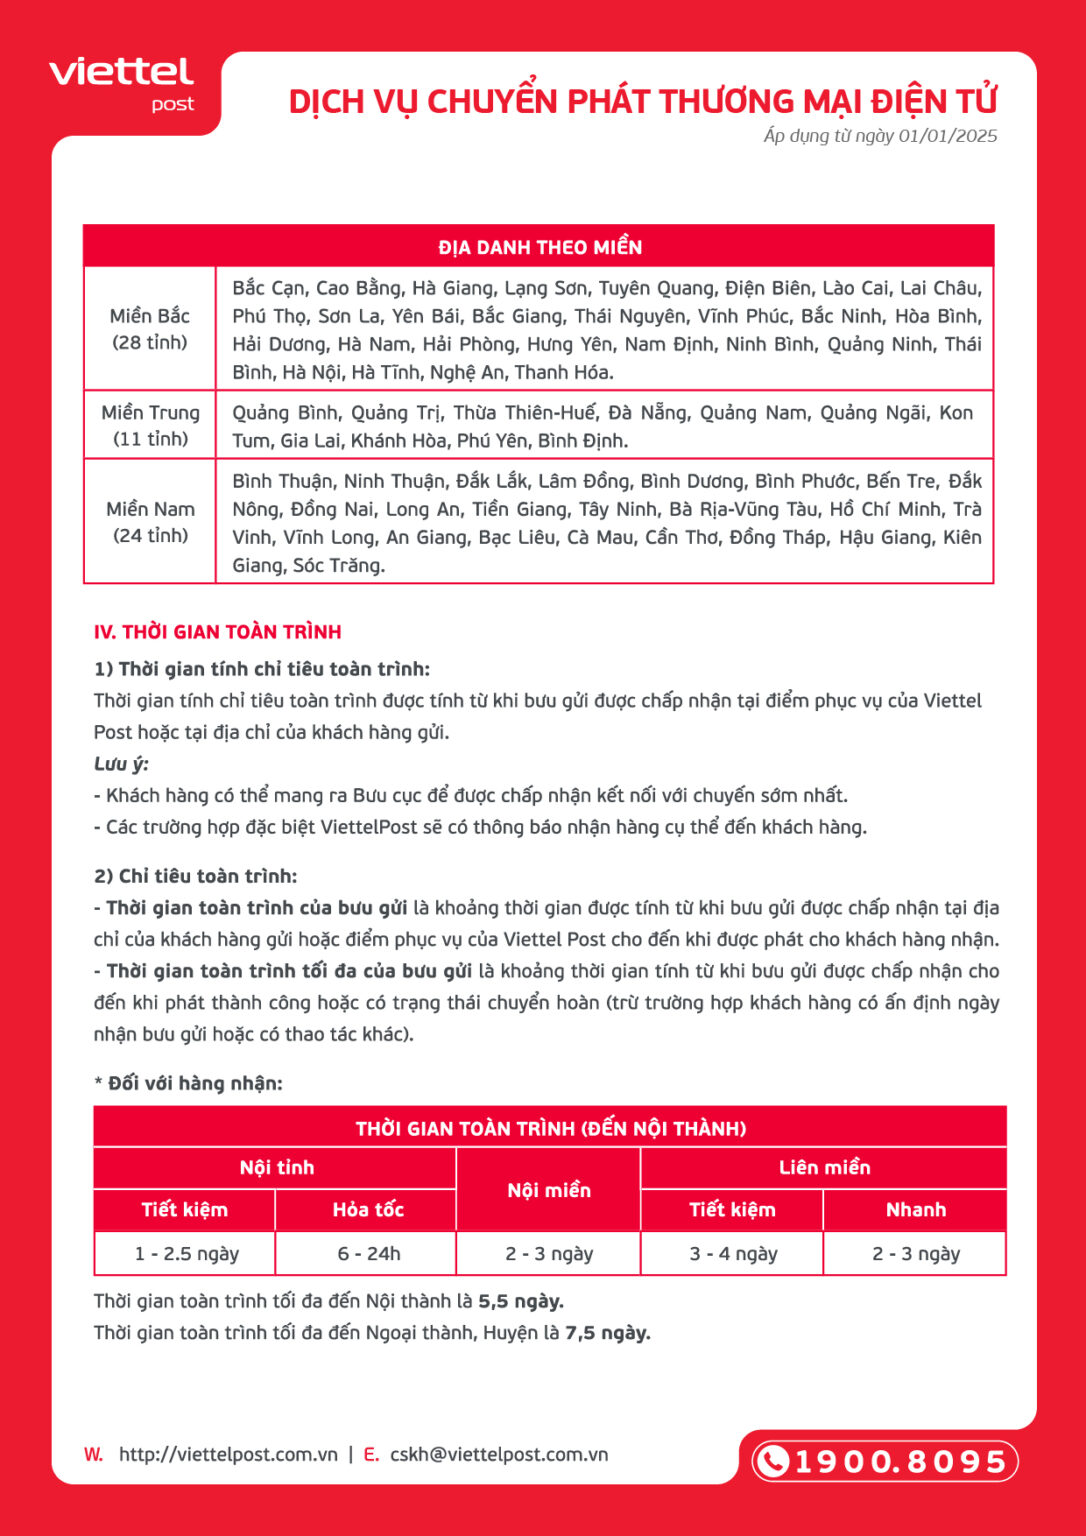 viettel
post
DỊCH VỤ CHUYỂN PHÁT THƯƠNG MẠI ĐIỆN TỬ
Áp dụng từ ngày 01/01/2025
ĐỊA DANH THEO MIỀN
Miền Bắc
(28 tỉnh)
Bắc Cạn, Cao Bằng, Hà Giang, Lạng Sơn, Tuyên Quang, Điện Biên, Lào Cai, Lai Châu,
Phú Thọ, Sơn La, Yên Bái, Bắc Giang, Thái Nguyên, Vĩnh Phúc, Bắc Ninh, Hòa Bình,
Hải Dương, Hà Nam, Hải Phòng, Hưng Yên, Nam Định, Ninh Bình, Quảng Ninh, Thái
Bình, Hà Nội, Hà Tĩnh, Nghệ An, Thanh Hóa.
Miền Trung
(11 tỉnh)
Quảng Bình, Quảng Trị, Thừa Thiên-Huế, Đà Nẵng, Quảng Nam, Quảng Ngãi, Kon
Tum, Gia Lai, Khánh Hòa, Phú Yên, Bình Định.
Miền Nam
(24 tỉnh)
Bình Thuận, Ninh Thuận, Đắk Lắk, Lâm Đồng, Bình Dương, Bình Phước, Bến Tre, Đắk
Nông, Đồng Nai, Long An, Tiền Giang, Tây Ninh, Bà Rịa-Vũng Tàu, Hồ Chí Minh, Trà
Vinh, Vĩnh Long, An Giang, Bạc Liêu, Cà Mau, Cần Thơ, Đồng Tháp, Hậu Giang, Kiên
Giang, Sóc Trăng.
IV. THỜI GIAN TOÀN TRÌNH
1) Thời gian tính chỉ tiêu toàn trình:
Thời gian tính chỉ tiêu toàn trình được tính từ khi bưu gửi được chấp nhận tại điểm phục vụ của Viettel
Post hoặc tại địa chỉ của khách hàng gửi.
Lưu ý:
- Khách hàng có thể mang ra Bưu cục để được chấp nhận kết nối với chuyến sớm nhất.
- Các trường hợp đặc biệt ViettelPost sẽ có thông báo nhận hàng cụ thể đến khách hàng.
2) Chỉ tiêu toàn trình:
- Thời gian toàn trình của bưu gửi là khoảng thời gian được tính từ khi bưu gửi được chấp nhận tại địa
chỉ của khách hàng gửi hoặc điểm phục vụ của Viettel Post cho đến khi được phát cho khách hàng nhận.
- Thời gian toàn trình tối đa của bưu gửi là khoảng thời gian tính từ khi bưu gửi được chấp nhận cho
đến khi phát thành công hoặc có trạng thái chuyển hoàn (trừ trường hợp khách hàng có ấn định ngày
nhận bưu gửi hoặc có thao tác khác).
* Đối với hàng nhận:
THỜI GIAN TOÀN TRÌNH (ĐẾN NỘI THÀNH)
Nội tỉnh
Nội miền
Liên miền
Tiết kiệm
Hỏa tốc
Tiết kiệm
Nhanh
1 - 2.5 ngày
6 - 24h
2 - 3 ngày
3 - 4 ngày
2 - 3 ngày
Thời gian toàn trình tối đa đến Nội thành là 5,5 ngày.
Thời gian toàn trình tối đa đến Ngoại thành, Huyện là 7,5 ngày.
W. http://viettelpost.com.vn | E. cskh@viettelpost.com.vn
1900.8095